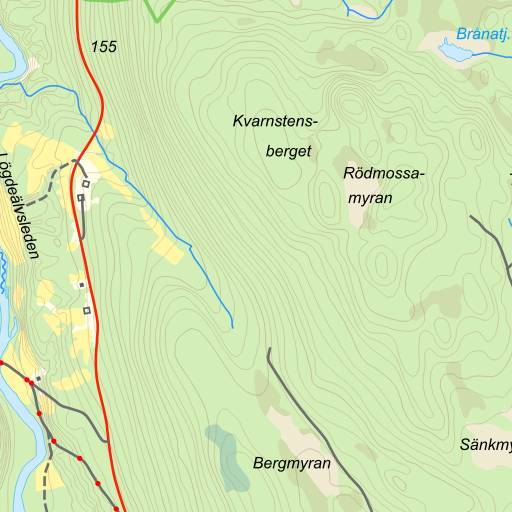 Brånatj.
155
Kvarnstens-
berget
Rödmossa-
myran
Lögdeälvsleden
Sänkmy
Bergmyran